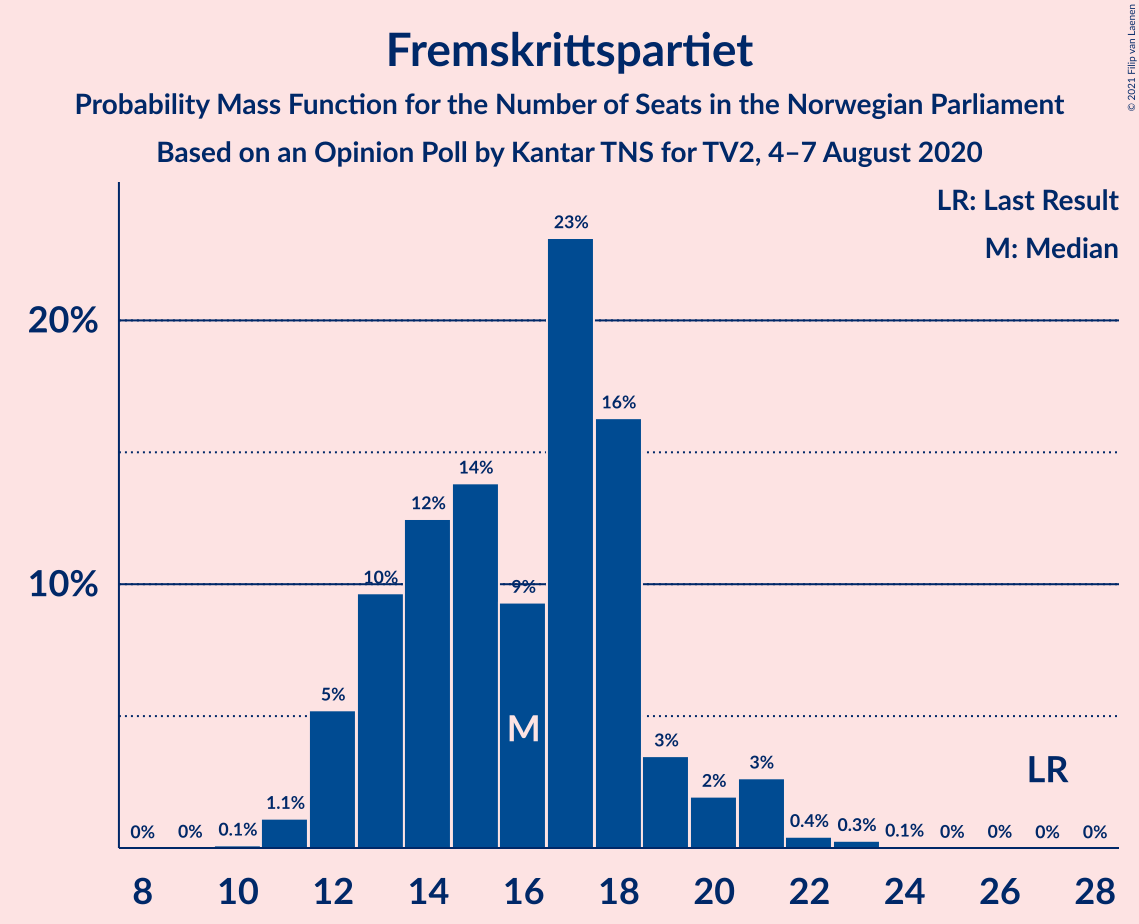 Fremskrittspartiet
Probability Mass Function for the Number of Seats in the Norwegian Parliament
Based on an Opinion Poll by Kantar TNS for TV2, 4–7 August 2020
© 2021 Filip van Laenen
LR: Last Result
M: Median
20%
10%
0%
0%
0.1%
1.1%
5%
10%
12%
14%
9%
23%
16%
3%
2%
3%
0.4%
0.3%
0.1%
0%
0%
0%
0%
M
LR
8 10 12 14 16 18 20 22 24 26 28